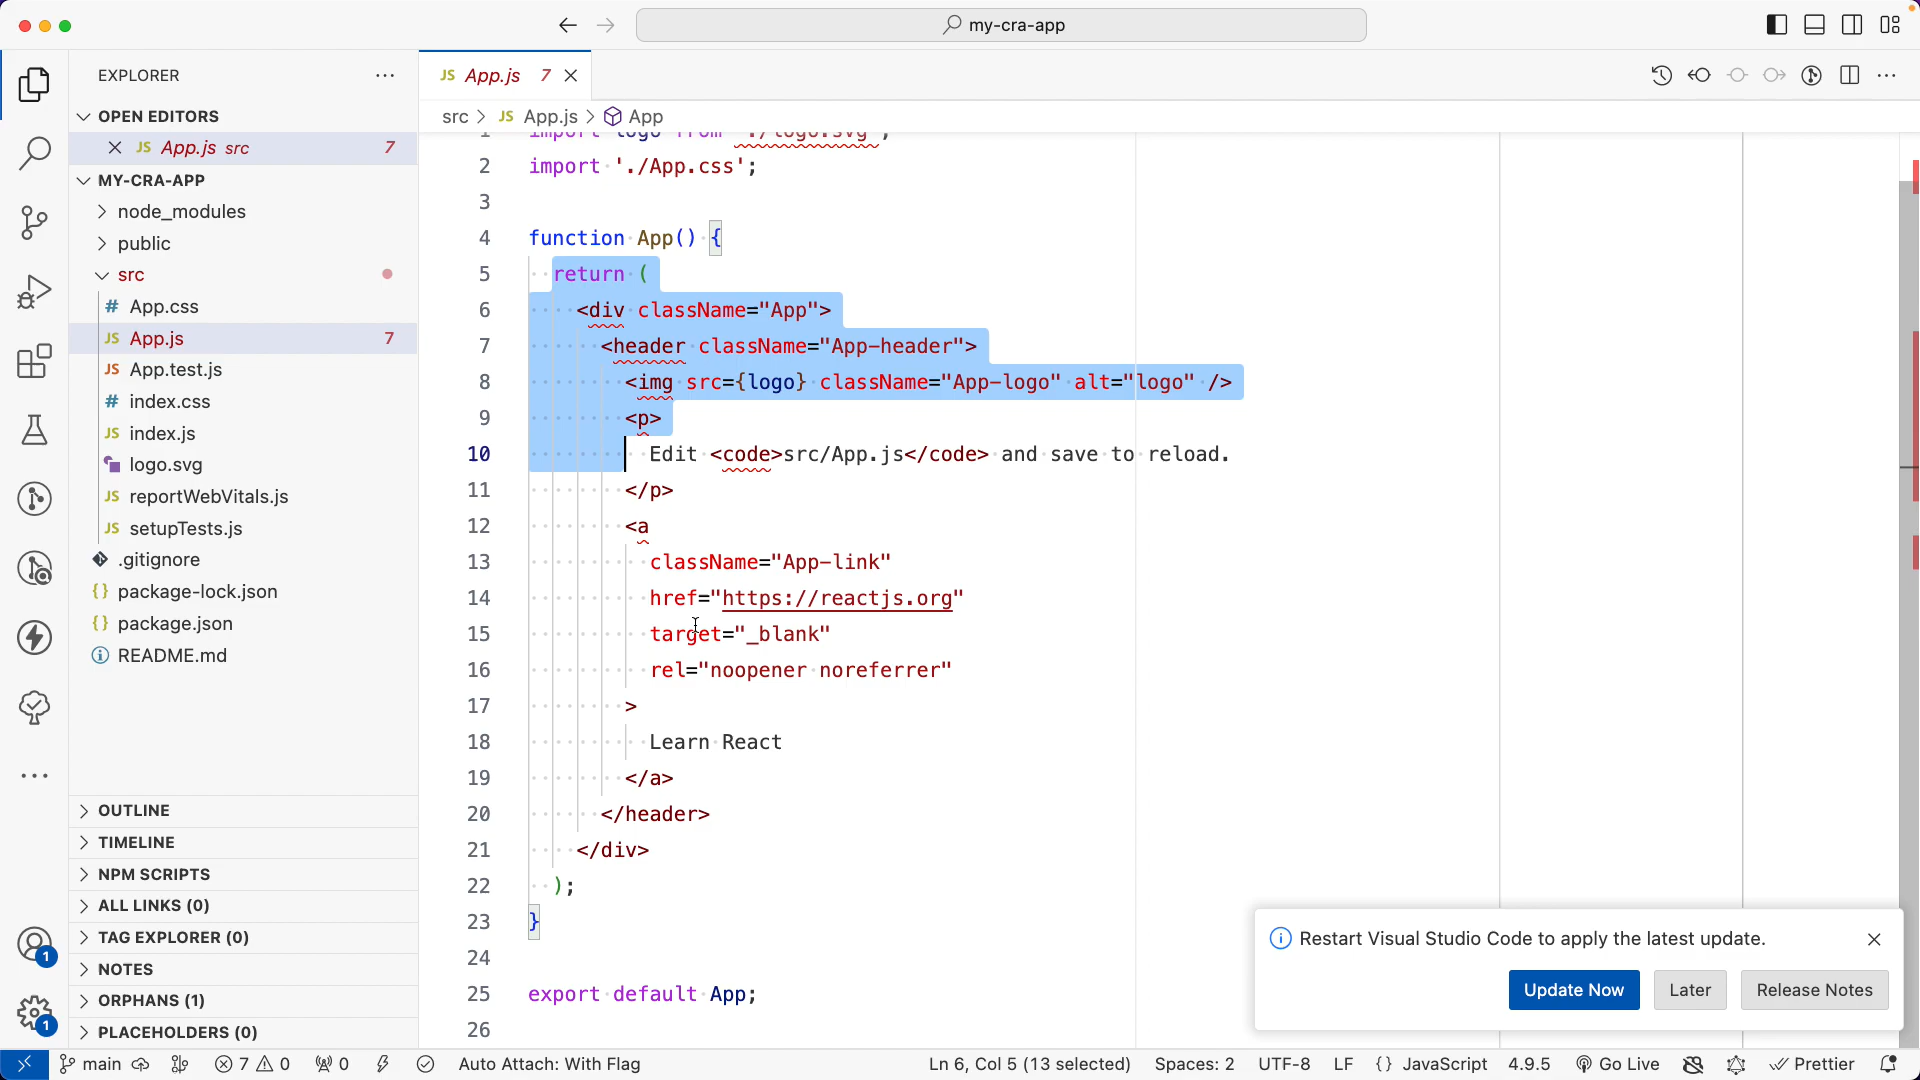 my-cra-app
EXPLORER
OPEN EDITORS
JS App.js src 7
MY-CRA-APP
node_modules
public
src
# App.css
JS App.js 7
JS App.test.js
# index.css
JS index.js
logo.svg
JS reportWebVitals.js
JS setupTests.js
.gitignore
{} package-lock.json
{} package.json
README.md
OUTLINE
TIMELINE
NPM SCRIPTS
ALL LINKS (0)
TAG EXPLORER (0)
NOTES
ORPHANS (1)
PLACEHOLDERS (0)
1
1
JS App.js 7
src > JS App.js > App
1 import logo from './logo.svg';
2 import './App.css';
3
4 function App() {
5 return (
6 <div className="App">
7 <header className="App-header">
8 <img src={logo} className="App-logo" alt="logo" />
9 <p>
10 Edit <code>src/App.js</code> and save to reload.
11 </p>
12 <a
13 className="App-link"
14 href="https://reactjs.org"
15 target="_blank"
16 rel="noopener noreferrer"
17 >
18 Learn React
19 </a>
20 </header>
21 </div>
22 );
23 }
24
25 export default App;
26
Restart Visual Studio Code to apply the latest update.
Update Now Later Release Notes
main 7 0 0 Auto Attach: With Flag Ln 6, Col 5 (13 selected) Spaces: 2 UTF-8 LF {} JavaScript 4.9.5 Go Live Prettier